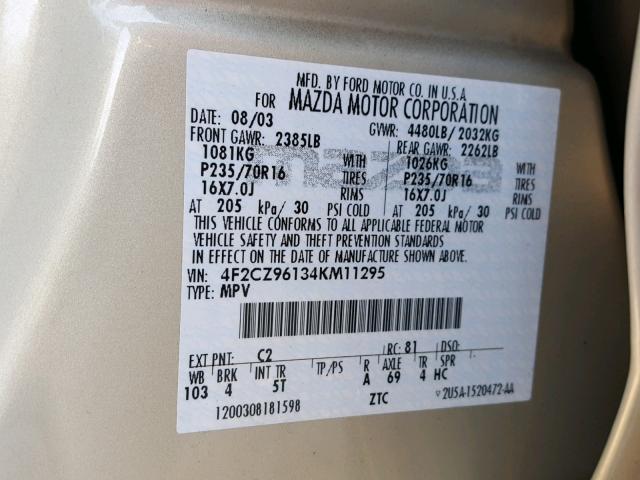 MFD. BY FORD MOTOR CO. IN U.S.A.
FOR MAZDA MOTOR CORPORATION
DATE: 08/03 GVWR: 4480LB/2032KG
FRONT GAWR: 2385LB REAR GAWR: 2262LB
1081KG WITH 1026KG WITH
P235/70R16 TIRES P235/70R16 TIRES
16X7.0J RIMS 16X7.0J RIMS
AT 205 kPa/ 30 PSI COLD AT 205 kPa/ 30 PSI COLD
mazda
THIS VEHICLE CONFORMS TO ALL APPLICABLE FEDERAL MOTOR
VEHICLE SAFETY AND THEFT PREVENTION STANDARDS
IN EFFECT ON THE DATE OF MANUFACTURE SHOWN ABOVE.
VIN: 4F2CZ96134KM11295
TYPE: MPV
EXT PNT: C2 RC: 81 DSO:
WB BRK INT TR TP/PS R AXLE TR SPR
103 4 5T A 69 4 HC
1200308181598 ZTC 2U5A-1520472-AA